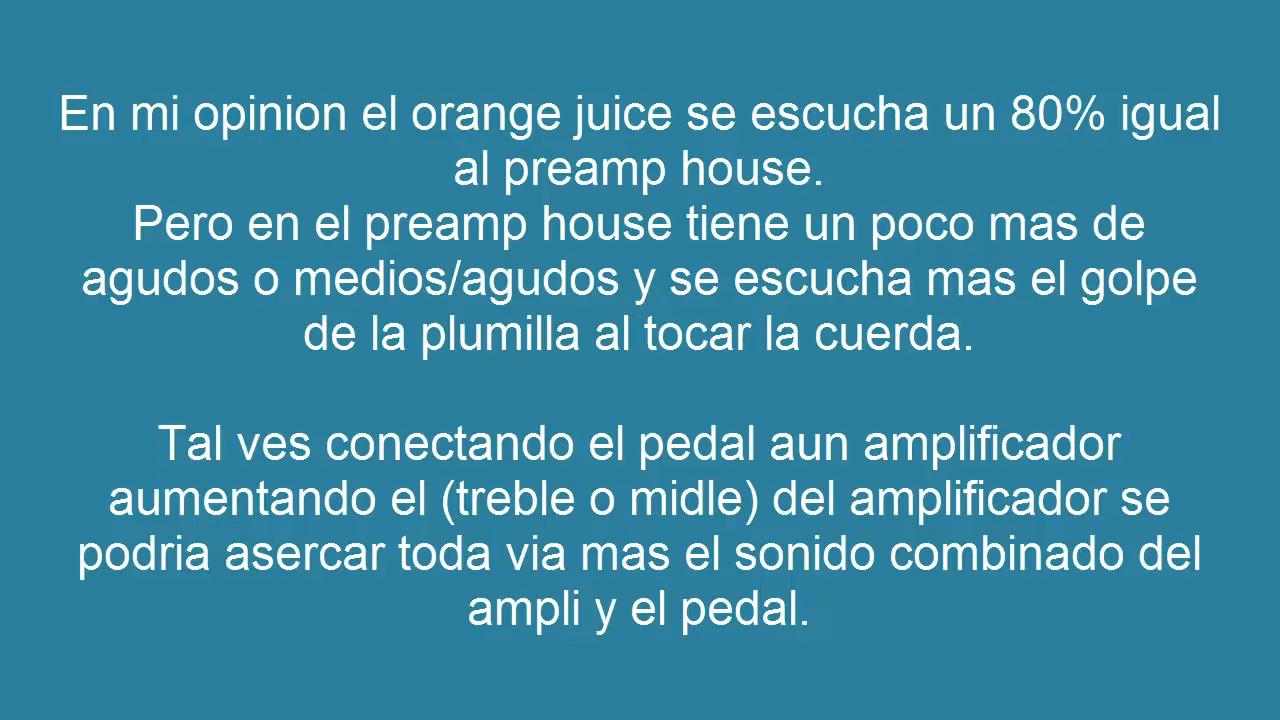 En mi opinion el orange juice se escucha un 80% igual
al preamp house.
Pero en el preamp house tiene un poco mas de
agudos o medios/agudos y se escucha mas el golpe
de la plumilla al tocar la cuerda.
Tal ves conectando el pedal aun amplificador
aumentando el (treble o midle) del amplificador se
podria asercar toda via mas el sonido combinado del
ampli y el pedal.